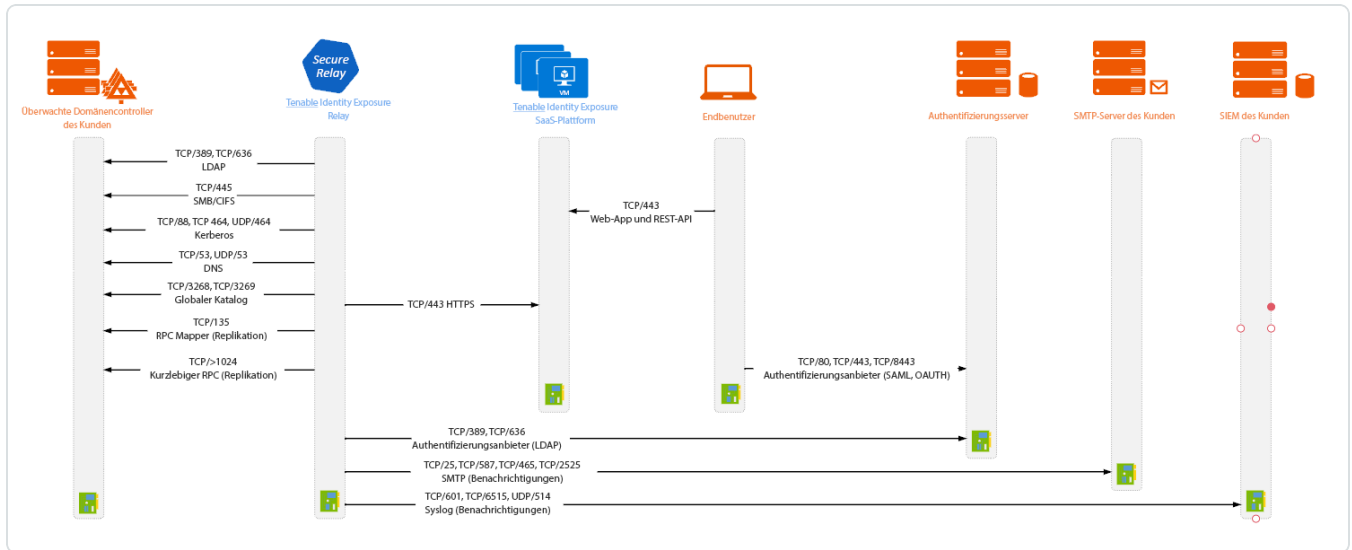 Secure
Relay
VM
Überwachte Domänencontroller
des Kunden
Tenable Identity Exposure
Relay
Tenable Identity Exposure
SaaS-Plattform
Endbenutzer
Authentifizierungsserver
SMTP-Server des Kunden
SIEM des Kunden
TCP/389, TCP/636
LDAP
TCP/445
SMB/CIFS
TCP/88, TCP 464, UDP/464
Kerberos
TCP/53, UDP/53
DNS
TCP/3268, TCP/3269
Globaler Katalog
TCP/135
RPC Mapper (Replikation)
TCP/>1024
Kurzlebiger RPC (Replikation)
TCP/443
Web-App und REST-API
TCP/443 HTTPS
TCP/80, TCP/443, TCP/8443
Authentifizierungsanbieter (SAML, OAUTH)
TCP/389, TCP/636
Authentifizierungsanbieter (LDAP)
TCP/25, TCP/587, TCP/465, TCP/2525
SMTP (Benachrichtigungen)
TCP/601, TCP/6515, UDP/514
Syslog (Benachrichtigungen)